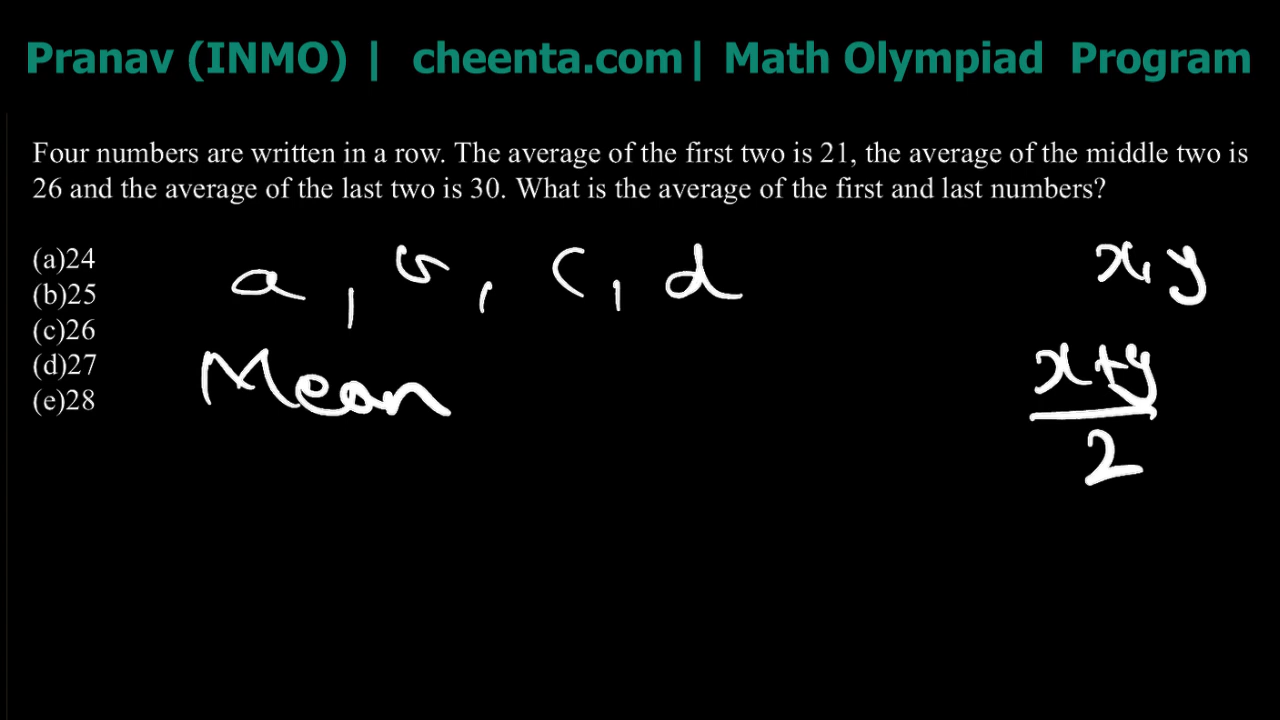 Pranav (INMO) | cheenta.com| Math Olympiad Program
Four numbers are written in a row. The average of the first two is 21, the average of the middle two is
26 and the average of the last two is 30. What is the average of the first and last numbers?
(a)24
(b)25
(c)26
(d)27
(e)28
a, b, c, d
Mean
x, y
x+y
2